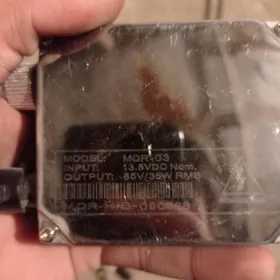 MODEL: MDR-03
INPUT: 13.5VDC Nom.
OUTPUT: 85V/35W RMS